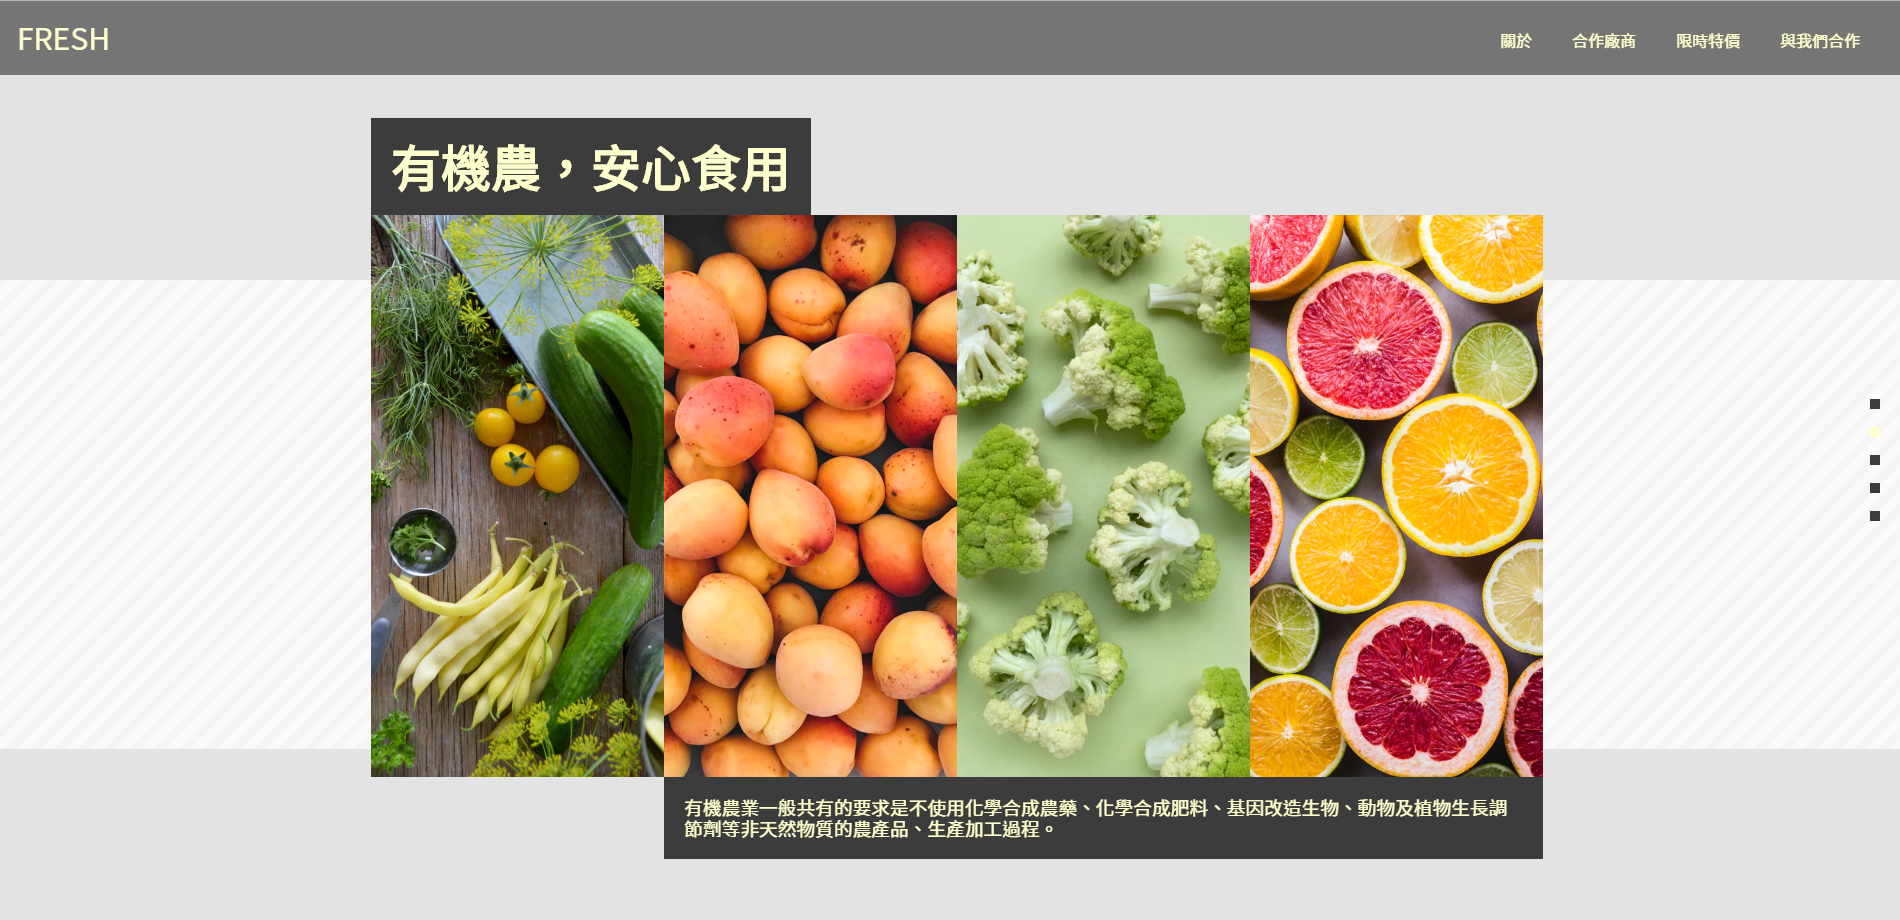 FRESH
關於
合作廠商
限時特價
與我們合作
有機農，安心食用
有機農業一般共有的要求是不使用化學合成農藥、化學合成肥料、基因改造生物、動物及植物生長調
節劑等非天然物質的農產品、生產加工過程。